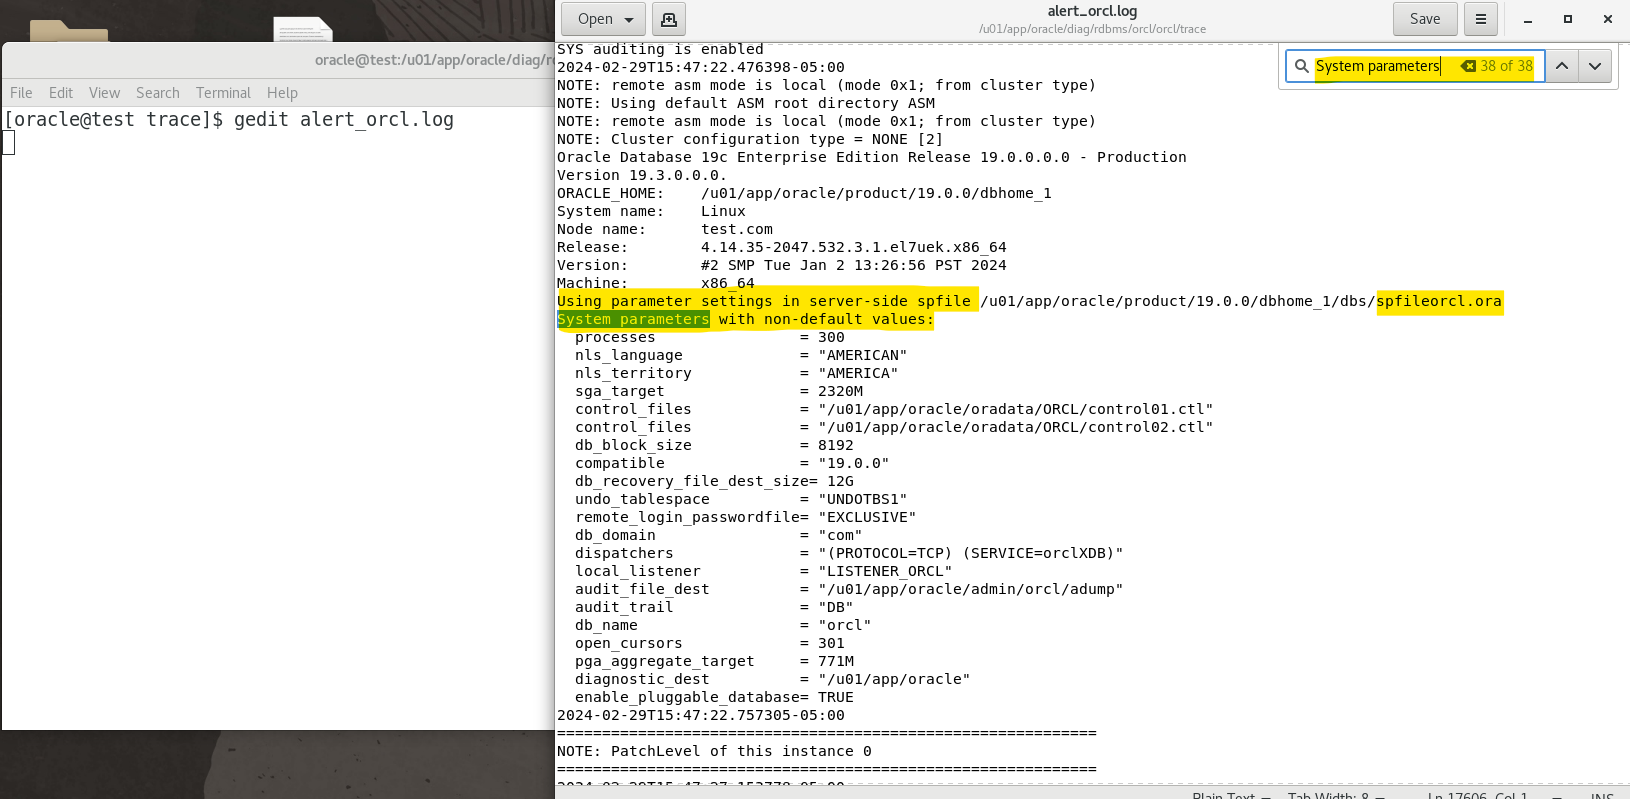 oracle@test:/u01/app/oracle/diag/rd
File Edit View Search Terminal Help
[oracle@test trace]$ gedit alert_orcl.log
Open
alert_orcl.log
/u01/app/oracle/diag/rdbms/orcl/orcl/trace
Save
System parameters 38 of 38
SYS auditing is enabled
2024-02-29T15:47:22.476398-05:00
NOTE: remote asm mode is local (mode 0x1; from cluster type)
NOTE: Using default ASM root directory ASM
NOTE: remote asm mode is local (mode 0x1; from cluster type)
NOTE: Cluster configuration type = NONE [2]
Oracle Database 19c Enterprise Edition Release 19.0.0.0.0 - Production
Version 19.3.0.0.0.
ORACLE_HOME:    /u01/app/oracle/product/19.0.0/dbhome_1
System name:    Linux
Node name:      test.com
Release:        4.14.35-2047.532.3.1.el7uek.x86_64
Version:        #2 SMP Tue Jan 2 13:26:56 PST 2024
Machine:        x86_64
Using parameter settings in server-side spfile /u01/app/oracle/product/19.0.0/dbhome_1/dbs/spfileorcl.ora
System parameters with non-default values:
  processes                = 300
  nls_language             = "AMERICAN"
  nls_territory            = "AMERICA"
  sga_target               = 2320M
  control_files            = "/u01/app/oracle/oradata/ORCL/control01.ctl"
  control_files            = "/u01/app/oracle/oradata/ORCL/control02.ctl"
  db_block_size            = 8192
  compatible               = "19.0.0"
  db_recovery_file_dest_size= 12G
  undo_tablespace          = "UNDOTBS1"
  remote_login_passwordfile= "EXCLUSIVE"
  db_domain                = "com"
  dispatchers              = "(PROTOCOL=TCP) (SERVICE=orclXDB)"
  local_listener           = "LISTENER_ORCL"
  audit_file_dest          = "/u01/app/oracle/admin/orcl/adump"
  audit_trail              = "DB"
  db_name                  = "orcl"
  open_cursors             = 301
  pga_aggregate_target     = 771M
  diagnostic_dest          = "/u01/app/oracle"
  enable_pluggable_database= TRUE
2024-02-29T15:47:22.757305-05:00
============================================================
NOTE: PatchLevel of this instance 0
============================================================
Plain Text Tab Width: 8 Ln 17606, Col 1 INS